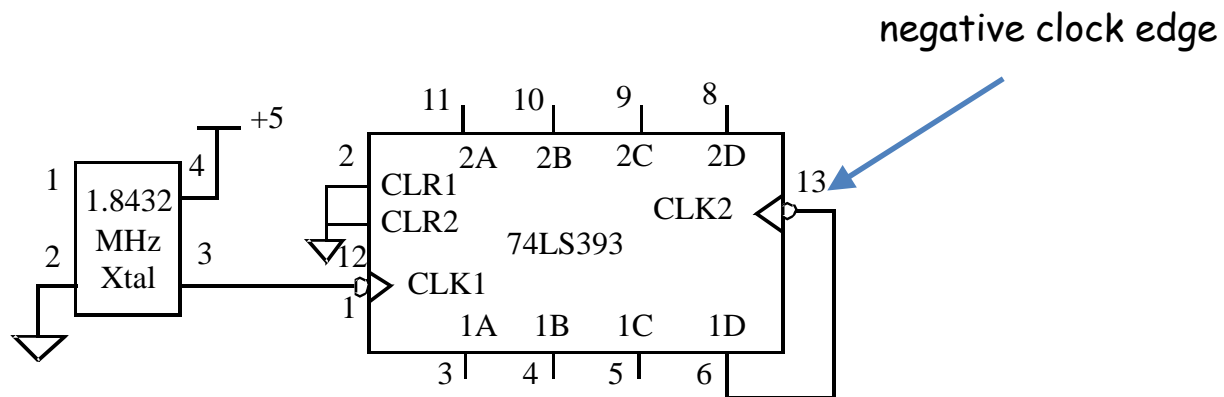 negative clock edge
11 10 9 8
+5
2 2A 2B 2C 2D
1 4 13
CLR1
1.8432 CLK2
CLR2
MHz 74LS393
2 3 12
Xtal CLK1
1
1A 1B 1C 1D
3 4 5 6